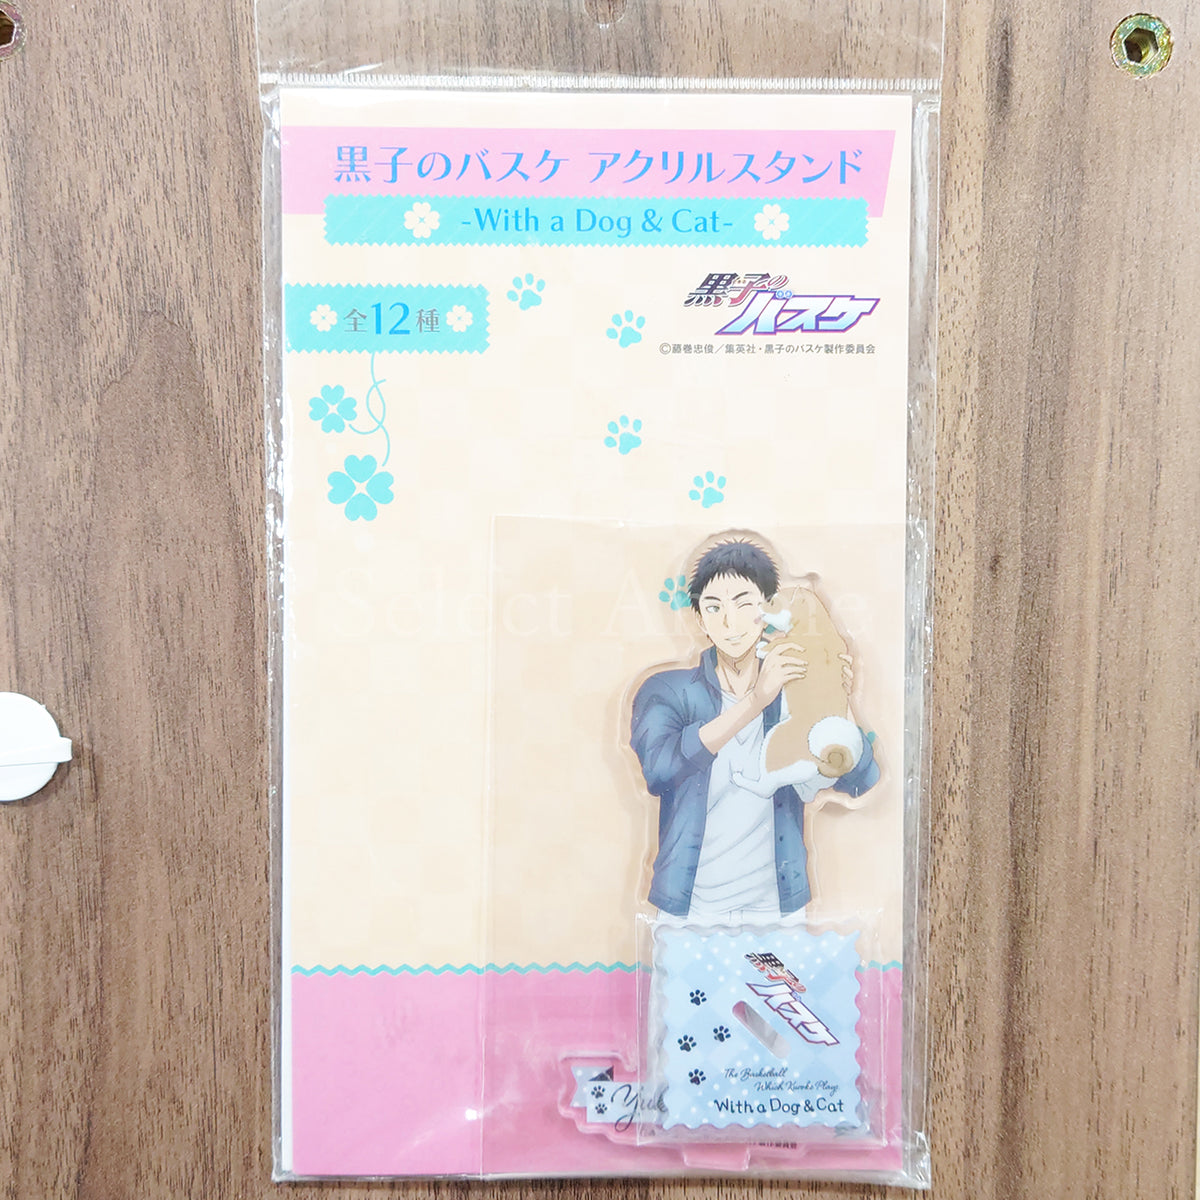 黒子のバスケ アクリルスタンド
-With a Dog & Cat-
全12種
黒子の
バスケ
©藤巻忠俊／集英社・黒子のバスケ製作委員会
Select Anime
黒子の
バスケ
The Basketball
Which Kuroko Plays
With a Dog & Cat